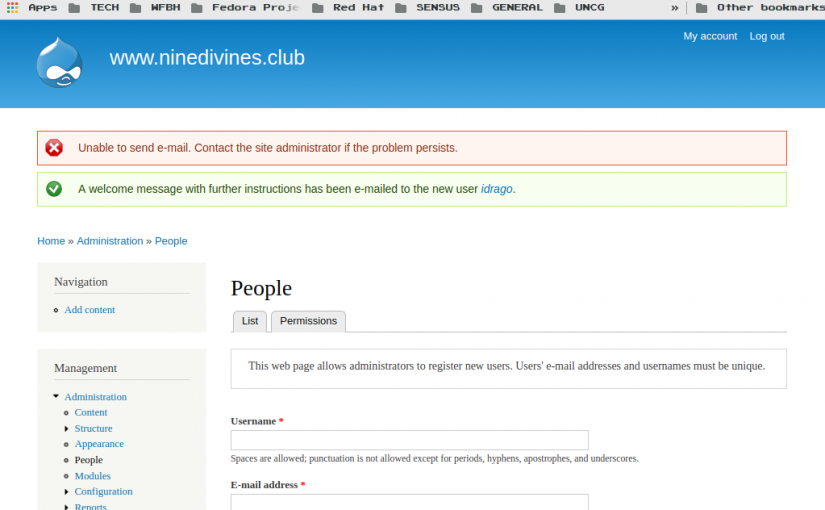 Apps TECH WFBH Fedora Proje Red Hat SENSUS GENERAL UNCG » Other bookmarks
My account Log out
www.ninedivines.club
Unable to send e-mail. Contact the site administrator if the problem persists.
A welcome message with further instructions has been e-mailed to the new user idrago.
Home » Administration » People
Navigation
Add content
Management
Administration
Content
Structure
Appearance
People
Modules
Configuration
Reports
People
List Permissions
This web page allows administrators to register new users. Users' e-mail addresses and usernames must be unique.
Username *
Spaces are allowed; punctuation is not allowed except for periods, hyphens, apostrophes, and underscores.
E-mail address *